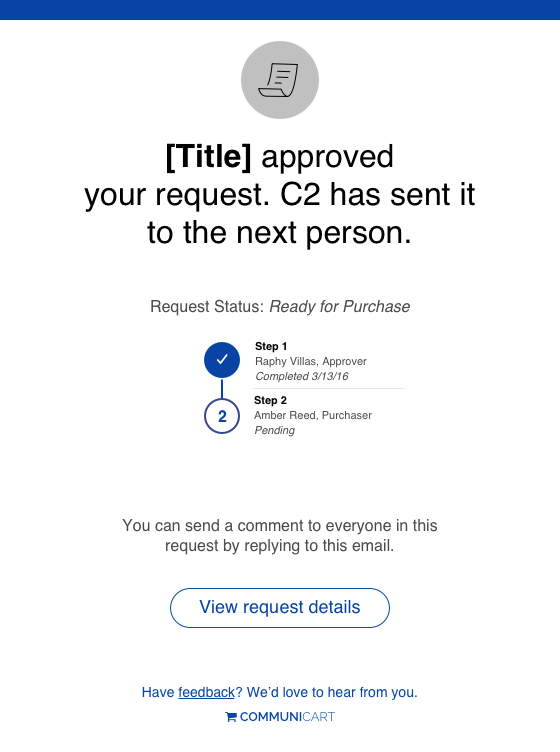 [Title] approved
your request. C2 has sent it
to the next person.
Request Status: Ready for Purchase
Step 1
Raphy Villas, Approver
Completed 3/13/16
2
Step 2
Amber Reed, Purchaser
Pending
You can send a comment to everyone in this
request by replying to this email.
View request details
Have feedback? We’d love to hear from you.
COMMUNICART